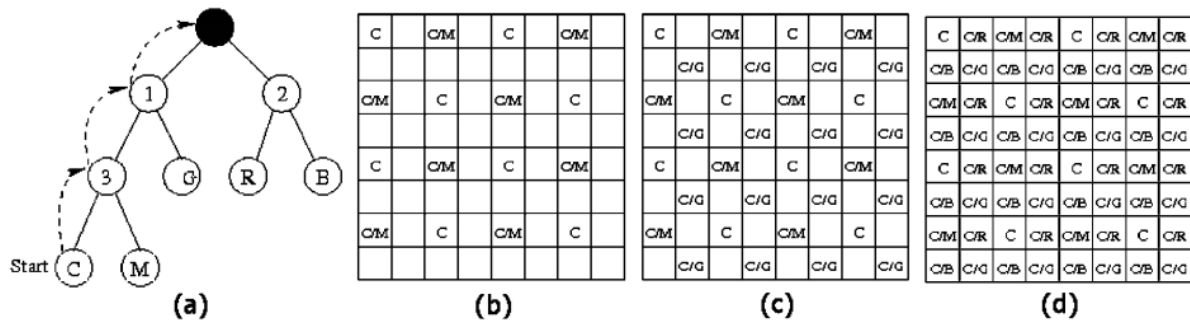 1 2
3 G R B
Start C M
(a)
C C/M C C/M
C/M C C/M C
C C/M C C/M
C/M C C/M C
(b)
C C/M C C/M
C/G C/G C/G C/G
C/M C C/M C
C/G C/G C/G C/G
C C/M C C/M
C/G C/G C/G C/G
C/M C C/M C
C/G C/G C/G C/G
(c)
C C/R C/M C/R C C/R C/M C/R
C/B C/G C/B C/G C/B C/G C/B C/G
C/M C/R C C/R C/M C/R C C/R
C/B C/G C/B C/G C/B C/G C/B C/G
C C/R C/M C/R C C/R C/M C/R
C/B C/G C/B C/G C/B C/G C/B C/G
C/M C/R C C/R C/M C/R C C/R
C/B C/G C/B C/G C/B C/G C/B C/G
(d)